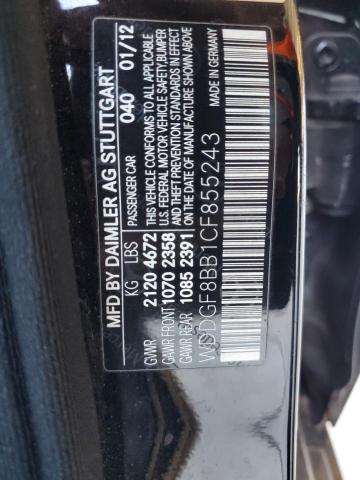 MFD BY DAIMLER AG STUTTGART
PASSENGER CAR 040 01/12
KG LBS
GVWR 2120 4672
GAWR FRONT 1070 2358
GAWR REAR 1085 2391
THIS VEHICLE CONFORMS TO ALL APPLICABLE
U.S. FEDERAL MOTOR VEHICLE SAFETY/BUMPER
AND THEFT PREVENTION STANDARDS IN EFFECT
ON THE DATE OF MANUFACTURE SHOWN ABOVE.
WDDGF8BB1CF855243
MADE IN GERMANY